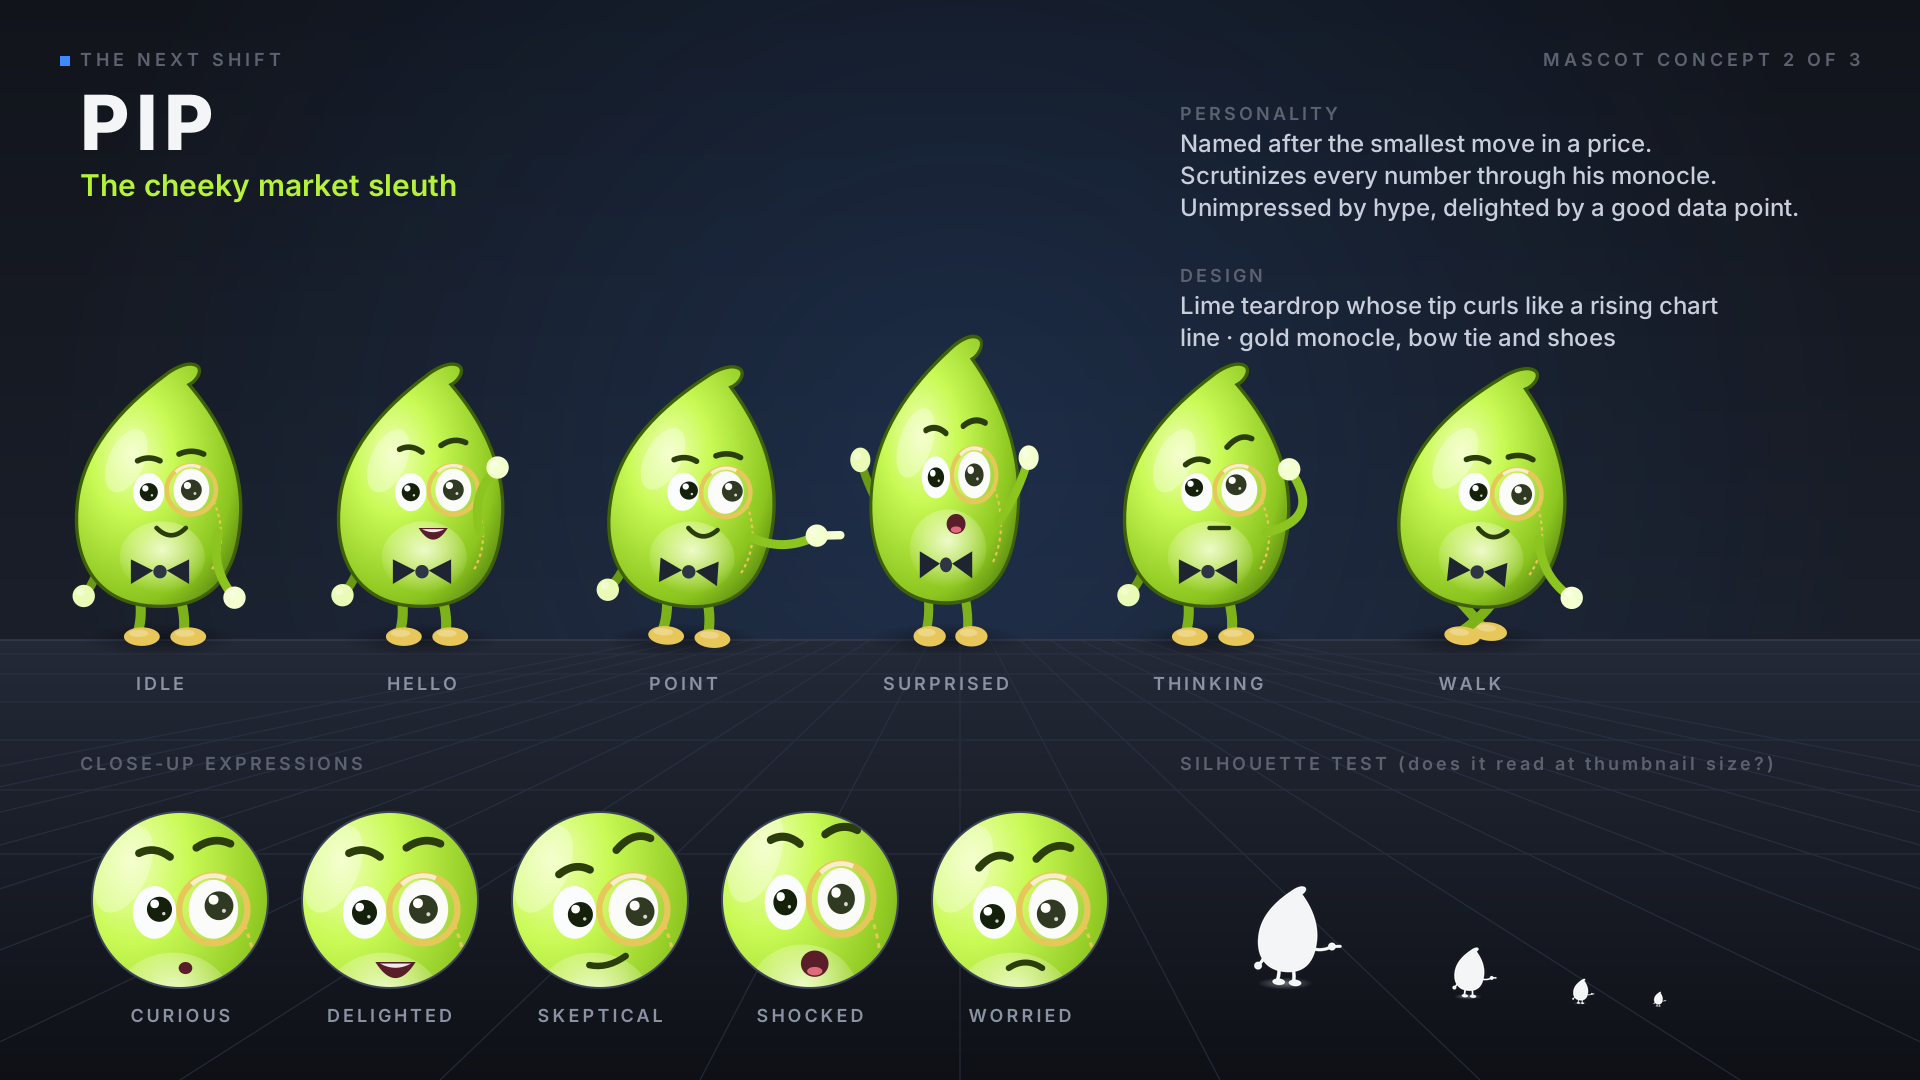 THE NEXT SHIFT
MASCOT CONCEPT 2 OF 3
PIP
The cheeky market sleuth
PERSONALITY
Named after the smallest move in a price.
Scrutinizes every number through his monocle.
Unimpressed by hype, delighted by a good data point.
DESIGN
Lime teardrop whose tip curls like a rising chart
line · gold monocle, bow tie and shoes
IDLE
HELLO
POINT
SURPRISED
THINKING
WALK
CLOSE-UP EXPRESSIONS
SILHOUETTE TEST (does it read at thumbnail size?)
CURIOUS
DELIGHTED
SKEPTICAL
SHOCKED
WORRIED